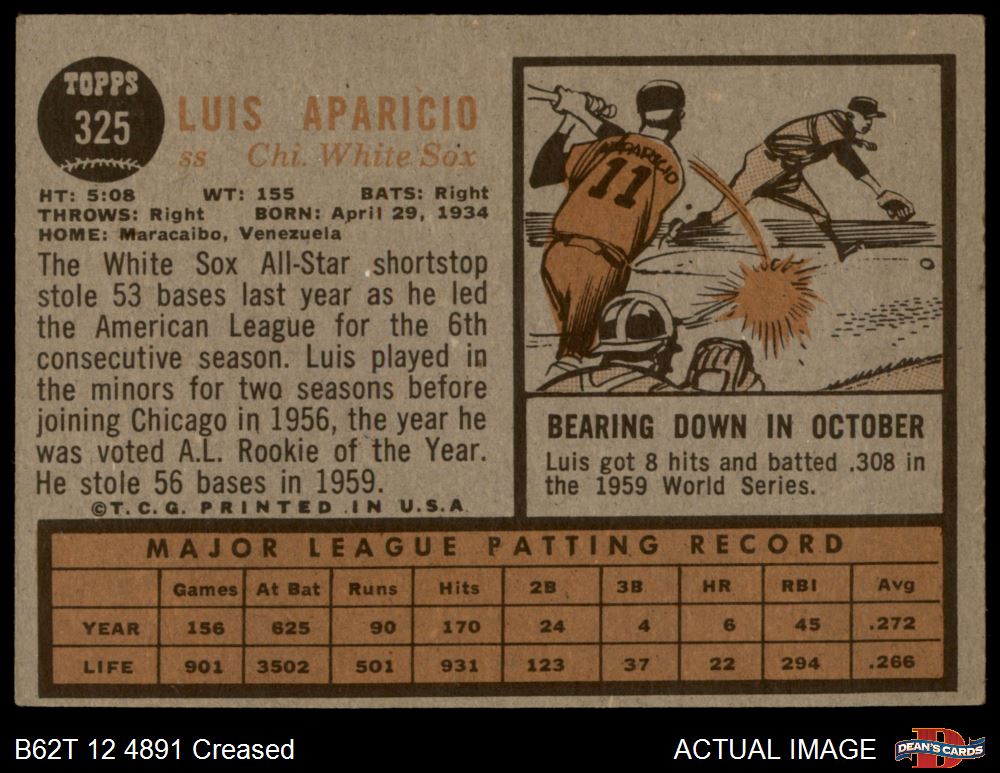 TOPPS
325
LUIS APARICIO
ss Chi. White Sox
HT: 5:08 WT: 155 BATS: Right
THROWS: Right BORN: April 29, 1934
HOME: Maracaibo, Venezuela
The White Sox All-Star shortstop
stole 53 bases last year as he led
the American League for the 6th
consecutive season. Luis played in
the minors for two seasons before
joining Chicago in 1956, the year he
was voted A.L. Rookie of the Year.
He stole 56 bases in 1959.
©T.C.G. PRINTED IN U.S.A.
APARICIO
11
BEARING DOWN IN OCTOBER
Luis got 8 hits and batted .308 in
the 1959 World Series.
MAJOR LEAGUE PATTING RECORD
Games At Bat Runs Hits 2B 3B HR RBI Avg
YEAR 156 625 90 170 24 4 6 45 .272
LIFE 901 3502 501 931 123 37 22 294 .266
B62T 12 4891 Creased
ACTUAL IMAGE
D
DEAN'S CARDS